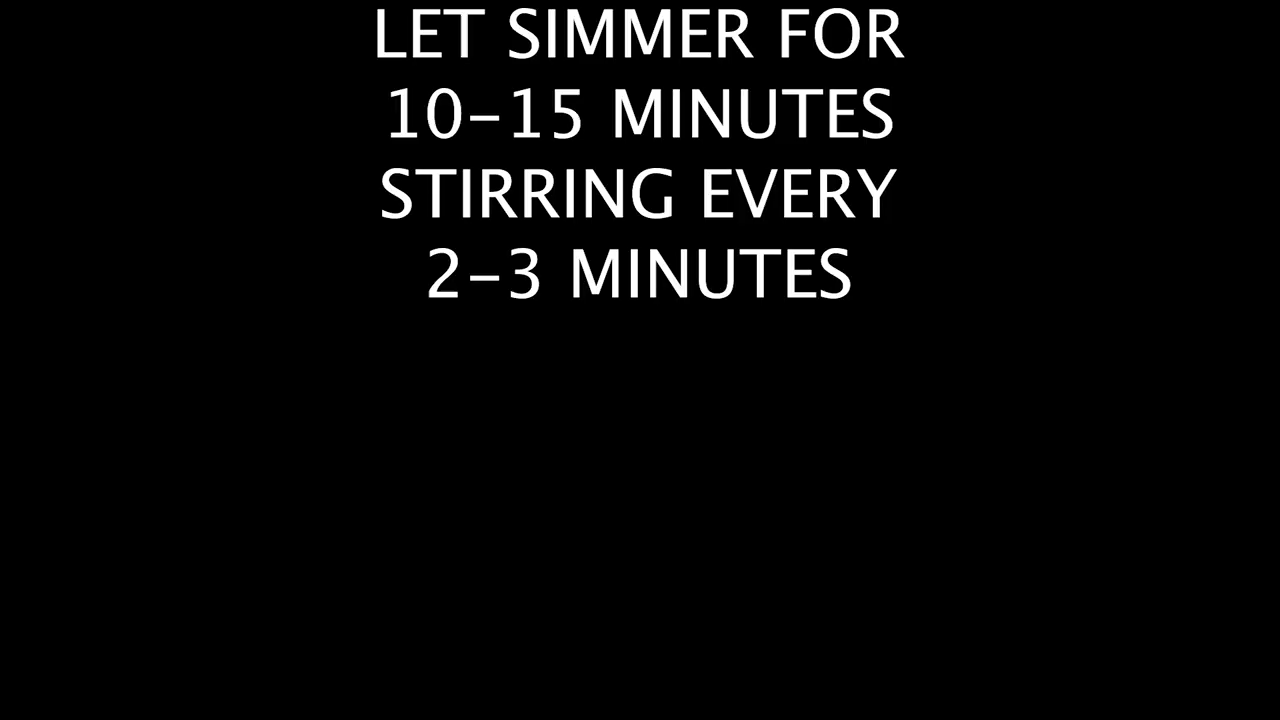 LET SIMMER FOR
10-15 MINUTES
STIRRING EVERY
2-3 MINUTES